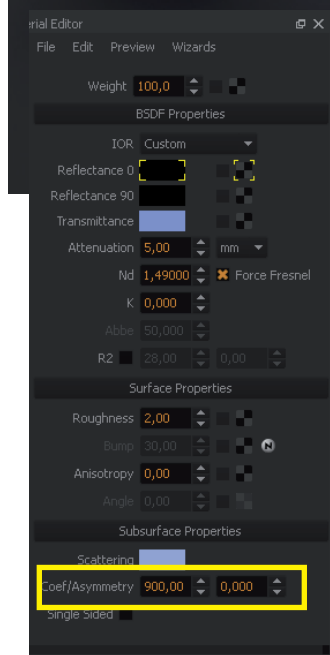 rial Editor
File Edit Preview Wizards
Weight 100,0
BSDF Properties
IOR Custom
Reflectance 0
Reflectance 90
Transmittance
Attenuation 5,00 mm
Nd 1,49000 Force Fresnel
K 0,000
Abbe 50,000
R2 28,00 0,00
Surface Properties
Roughness 2,00
Bump 30,00 N
Anisotropy 0,00
Angle 0,00
Subsurface Properties
Scattering
Coef/Asymmetry 900,00 0,000
Single Sided